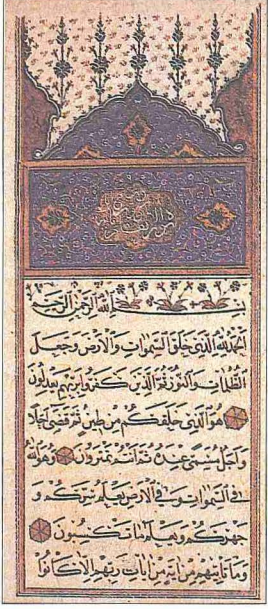 بسم الله الرحمن الرحيم
الحمد لله الذي خلق السموات والارض وجعل
الظلمات والنور ثم الذين كفروا بربهم يعدلون
هو الذي خلقكم من طين ثم قضى اجلا
واجل مسمى عنده ثم انتم تمترون وهو الله
في السموات وفي الارض يعلم سركم و
جهركم ويعلم ما تكسبون
وما تاتيهم من اية من ايات ربهم الا كانوا